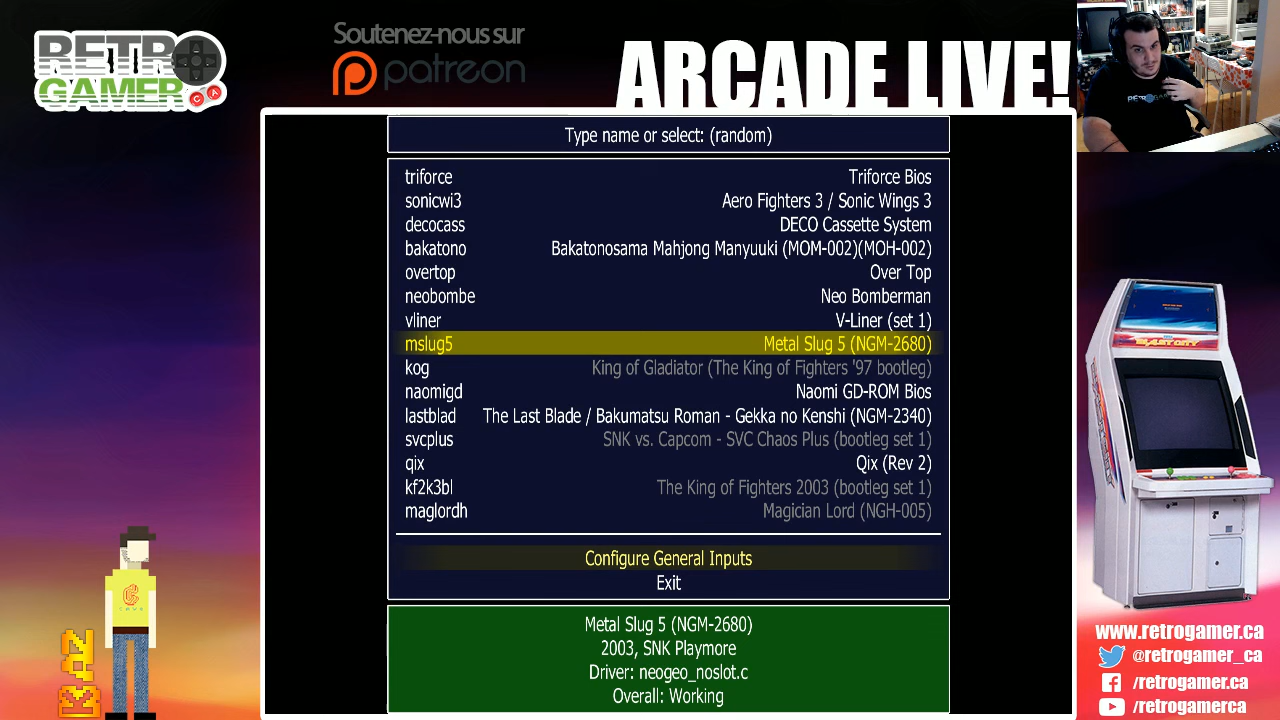 RETRO
GAMER
CA
Soutenez-nous sur
patreon
ARCADE LIVE!
Type name or select: (random)
triforce Triforce Bios
sonicwi3 Aero Fighters 3 / Sonic Wings 3
decocass DECO Cassette System
bakatono Bakatonosama Mahjong Manyuuki (MOM-002)(MOH-002)
overtop Over Top
neobombe Neo Bomberman
vliner V-Liner (set 1)
mslug5 Metal Slug 5 (NGM-2680)
kog King of Gladiator (The King of Fighters '97 bootleg)
naomigd Naomi GD-ROM Bios
lastblad The Last Blade / Bakumatsu Roman - Gekka no Kenshi (NGM-2340)
svcplus SNK vs. Capcom - SVC Chaos Plus (bootleg set 1)
qix Qix (Rev 2)
kf2k3bl The King of Fighters 2003 (bootleg set 1)
maglordh Magician Lord (NGH-005)
Configure General Inputs
Exit
Metal Slug 5 (NGM-2680)
2003, SNK Playmore
Driver: neogeo_noslot.c
Overall: Working
KAZ
BLAST CITY
www.retrogamer.ca
@retrogamer_ca
/retrogamer.ca
/retrogamerca